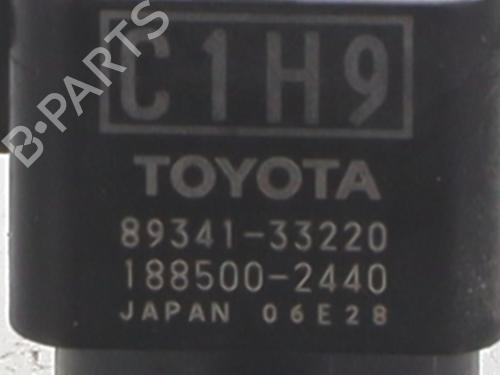 C1H9
TOYOTA
89341-33220
188500-2440
JAPAN 06E28
B-PARTS